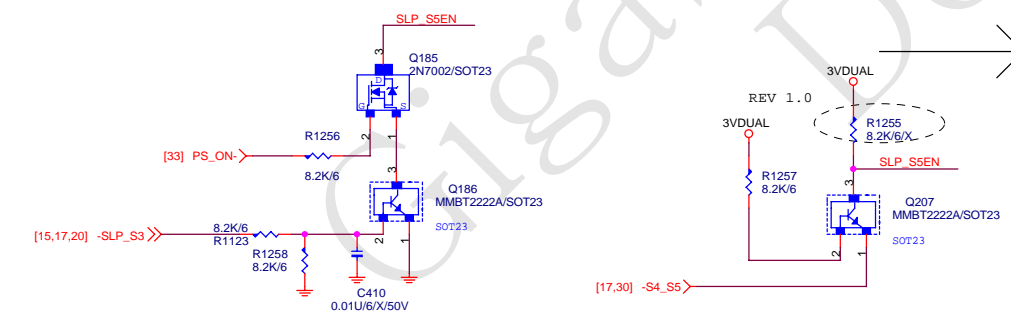 SLP_S5EN
3
Q185
2N7002/SOT23
D
G
S
R1256
2
1
[33] PS_ON-
8.2K/6
3
Q186
MMBT2222A/SOT23
SOT23
8.2K/6
[15,17,20] -SLP_S3
R1123
2
1
R1258
8.2K/6
C410
0.01U/6/X/50V
3VDUAL
REV 1.0
3VDUAL
R1255
8.2K/6/X
SLP_S5EN
R1257
8.2K/6
3
Q207
MMBT2222A/SOT23
SOT23
2
1
[17,30] -S4_S5
Giga
D